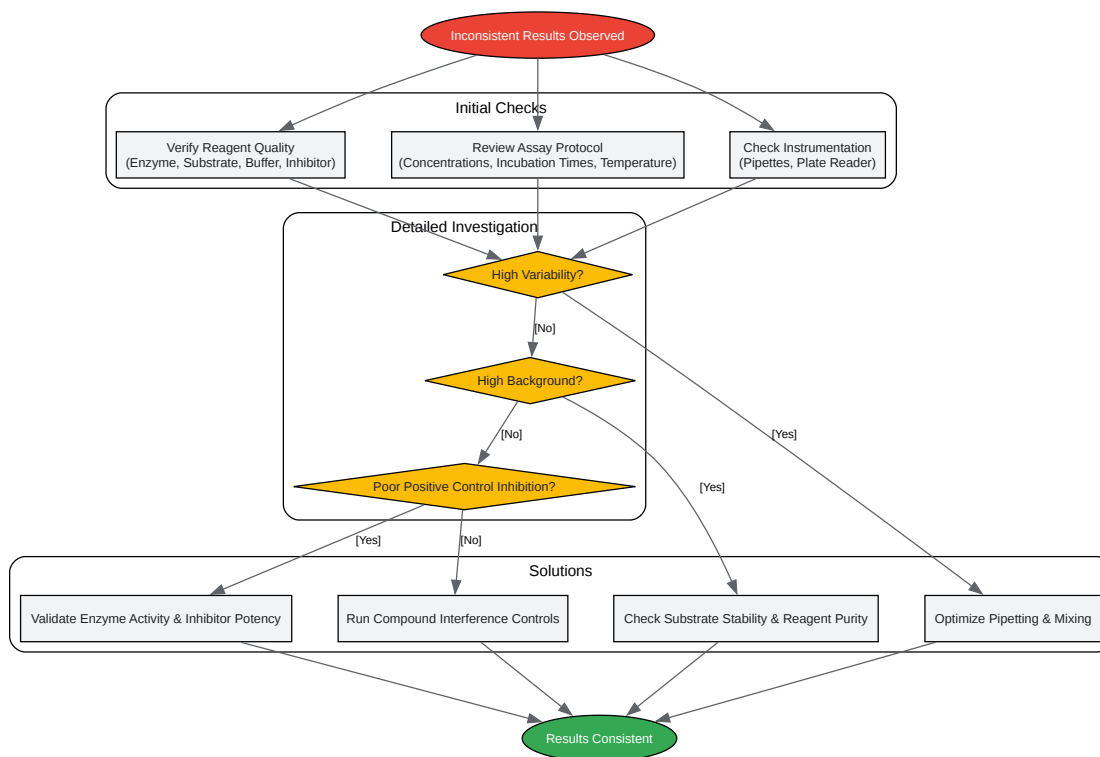 Inconsistent Results Observed
Initial Checks
Verify Reagent Quality
(Enzyme, Substrate, Buffer, Inhibitor)
Review Assay Protocol
(Concentrations, Incubation Times, Temperature)
Check Instrumentation
(Pipettes, Plate Reader)
Detailed Investigation
High Variability?
[No]
High Background?
[No]
[Yes]
Poor Positive Control Inhibition?
[Yes]
[Yes]
[No]
Solutions
Validate Enzyme Activity & Inhibitor Potency
Run Compound Interference Controls
Check Substrate Stability & Reagent Purity
Optimize Pipetting & Mixing
Results Consistent